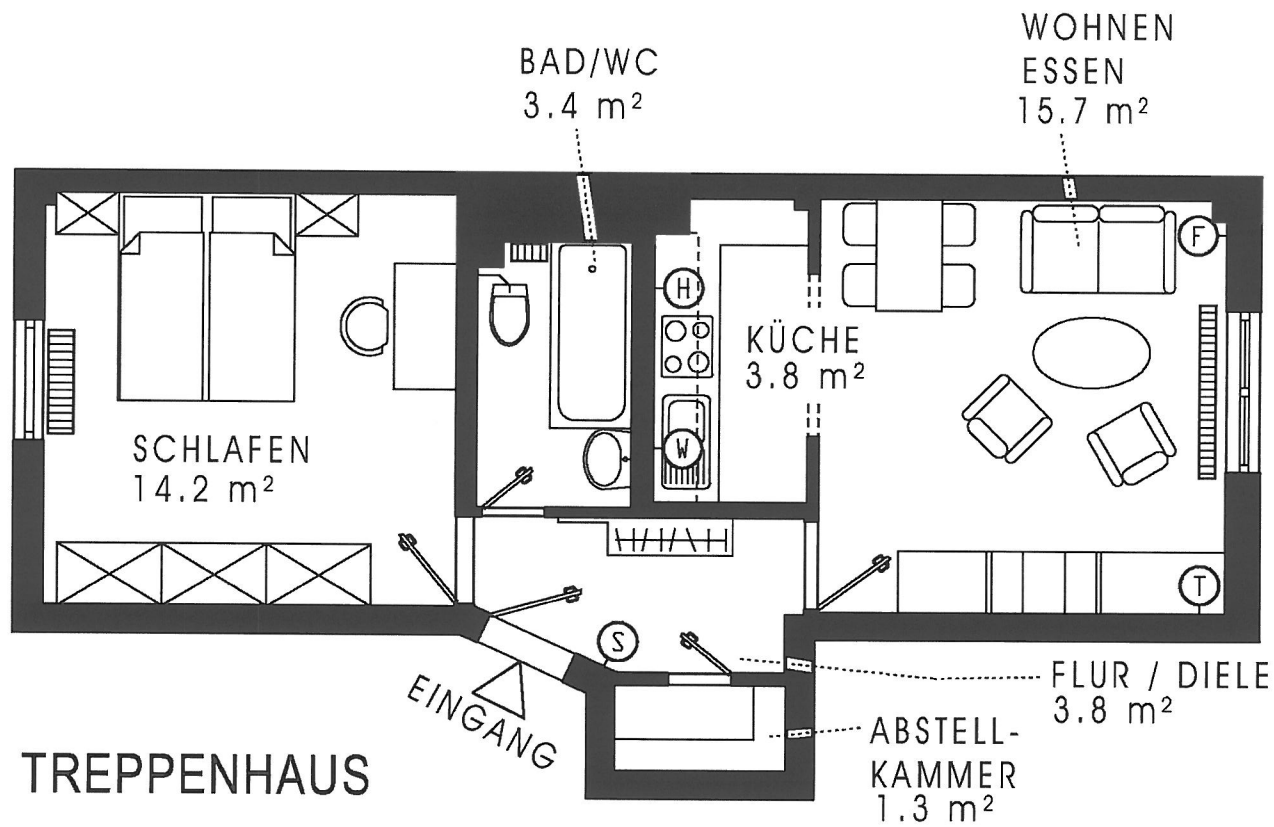 WOHNEN
ESSEN
15.7 m²
BAD/WC
3.4 m²
F
H
KÜCHE
3.8 m²
SCHLAFEN
14.2 m²
W
T
S
EINGANG
FLUR / DIELE
3.8 m²
ABSTELL-
KAMMER
1.3 m²
TREPPENHAUS